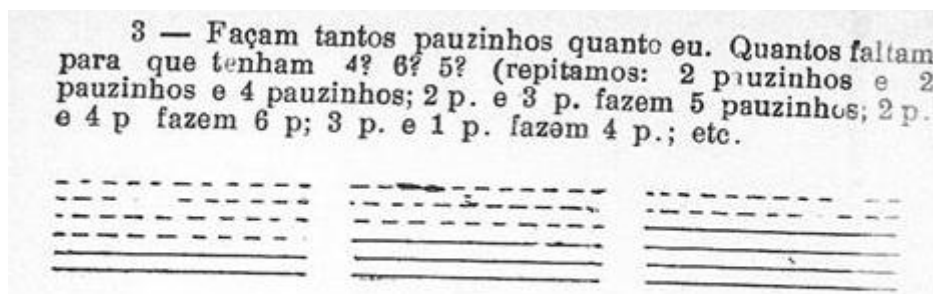 3 — Façam tantos pauzinhos quanto eu. Quantos faltam
para que tenham 4? 6? 5? (repitamos: 2 pauzinhos e 2
pauzinhos e 4 pauzinhos; 2 p. e 3 p. fazem 5 pauzinhos; 2 p.
e 4 p fazem 6 p; 3 p. e 1 p. fazem 4 p.; etc.